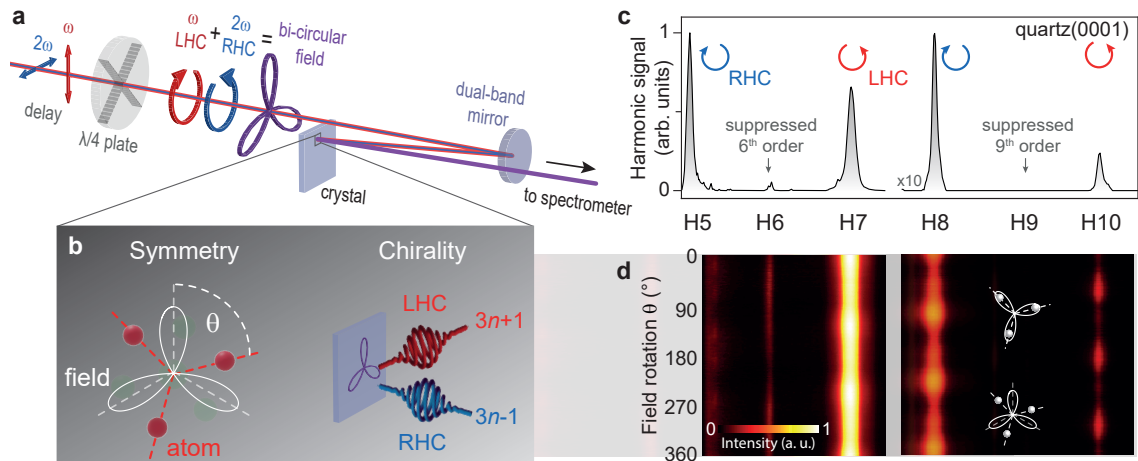 a
2ω
ω
delay
λ/4 plate
ω
LHC
+
2ω
RHC
=
bi-circular
field
dual-band
mirror
crystal
to spectrometer
b
Symmetry
θ
field
atom
Chirality
LHC
3n+1
3n-1
RHC
c
quartz(0001)
Harmonic signal
(arb. units)
1
0
RHC
LHC
suppressed
6th order
suppressed
9th order
x10
H5
H6
H7
H8
H9
H10
d
Field rotation θ (°)
0
90
180
270
360
0
1
Intensity (a. u.)